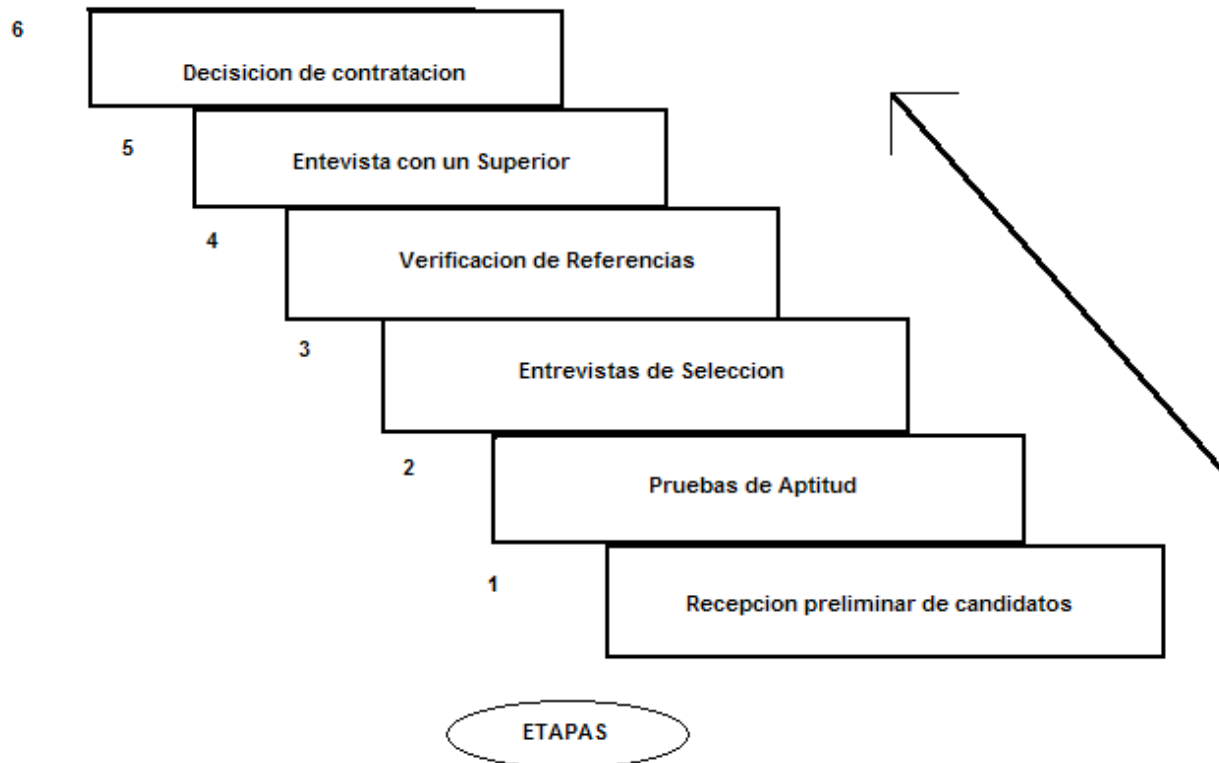 6
Decisicion de contratacion
5
Entevista con un Superior
4
Verificacion de Referencias
3
Entrevistas de Seleccion
2
Pruebas de Aptitud
1
Recepcion preliminar de candidatos
ETAPAS